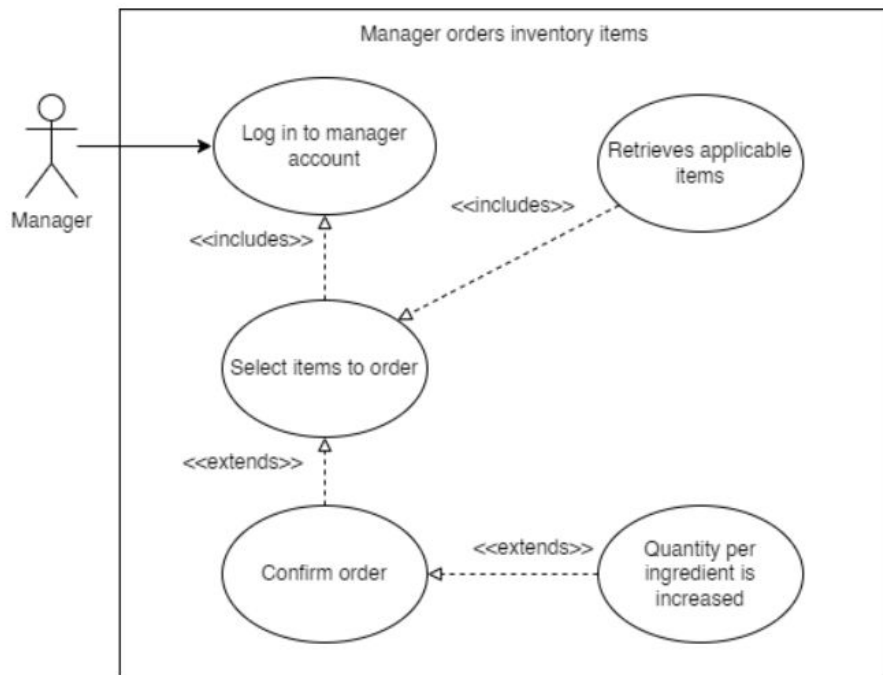 Manager orders inventory items
Log in to manager
account
Retrieves applicable
items
Manager
<<includes>>
<<includes>>
Select items to order
<<extends>>
Confirm order
<<extends>>
Quantity per
ingredient is
increased